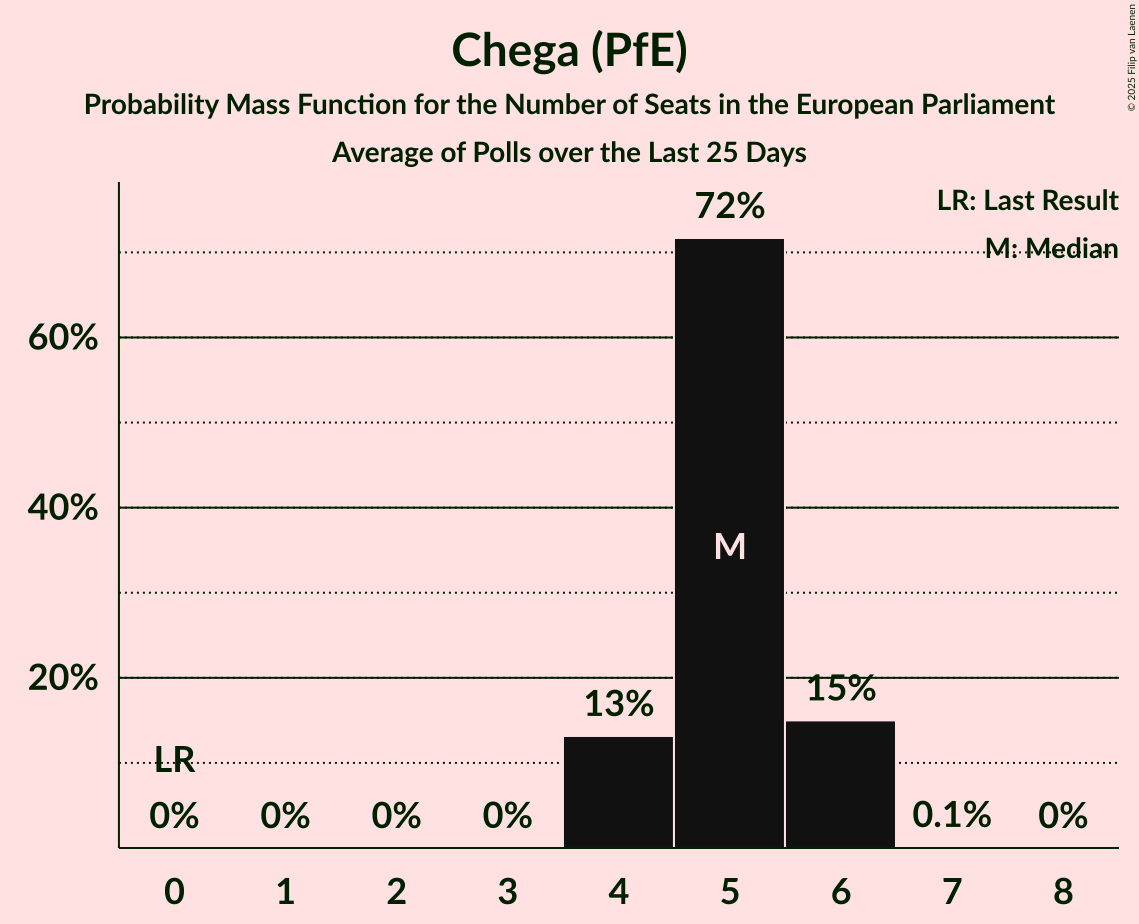 Chega (PfE)
Probability Mass Function for the Number of Seats in the European Parliament
Average of Polls over the Last 25 Days
© 2025 Filip van Laenen
LR: Last Result
M: Median
72%
60%
40%
20%
M
15%
13%
LR
0%
0%
0%
0%
0.1%
0%
0
1
2
3
4
5
6
7
8